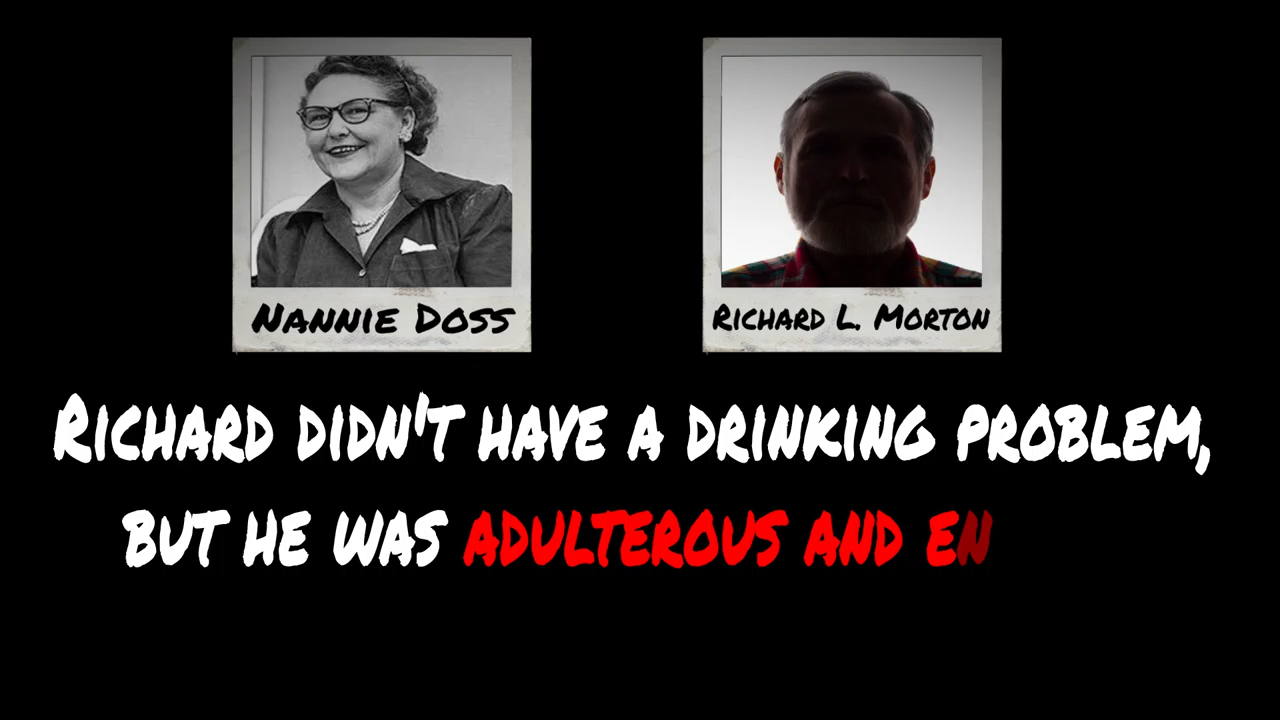 Nannie Doss
Richard L. Morton
Richard didn't have a drinking problem,
but he was adulterous and en